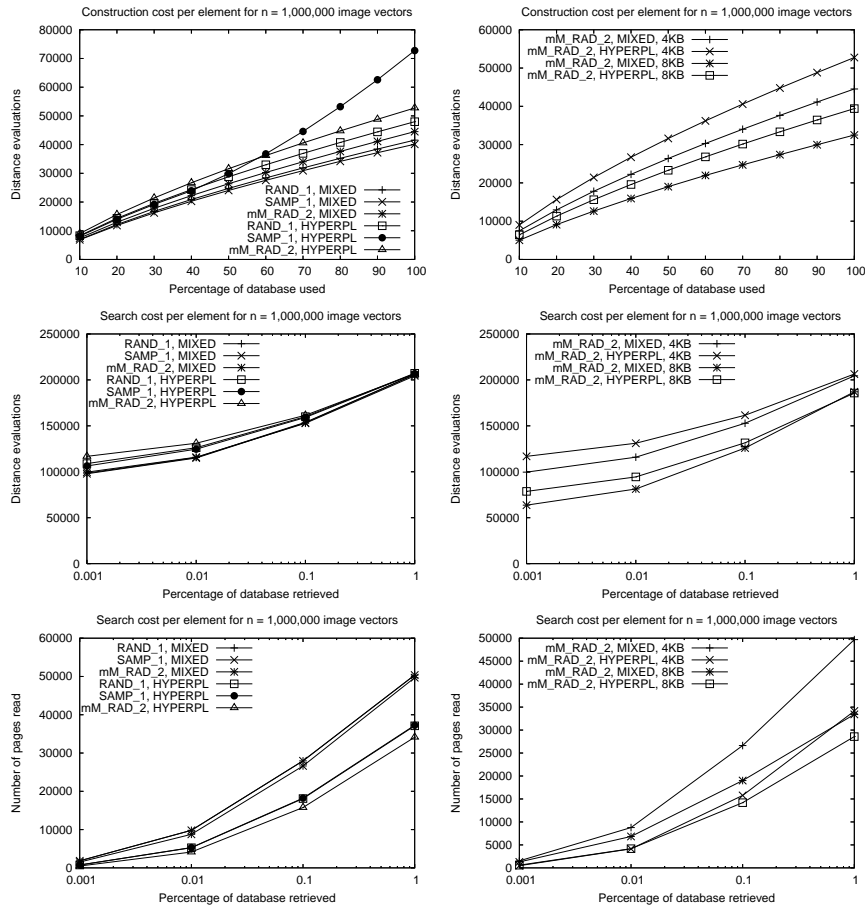 Construction cost per element for n = 1,000,000 image vectors
80000
70000
60000
50000
40000
30000
20000
10000
0
Distance evaluations
RAND_1, MIXED
SAMP_1, MIXED
mM_RAD_2, MIXED
RAND_1, HYPERPL
SAMP_1, HYPERPL
mM_RAD_2, HYPERPL
10 20 30 40 50 60 70 80 90 100
Percentage of database used
Construction cost per element for n = 1,000,000 image vectors
60000
50000
40000
30000
20000
10000
0
Distance evaluations
mM_RAD_2, MIXED, 4KB
mM_RAD_2, HYPERPL, 4KB
mM_RAD_2, MIXED, 8KB
mM_RAD_2, HYPERPL, 8KB
10 20 30 40 50 60 70 80 90 100
Percentage of database used
Search cost per element for n = 1,000,000 image vectors
250000
200000
150000
100000
50000
0
Distance evaluations
RAND_1, MIXED
SAMP_1, MIXED
mM_RAD_2, MIXED
RAND_1, HYPERPL
SAMP_1, HYPERPL
mM_RAD_2, HYPERPL
0.001 0.01 0.1 1
Percentage of database retrieved
Search cost per element for n = 1,000,000 image vectors
250000
200000
150000
100000
50000
0
Distance evaluations
mM_RAD_2, MIXED, 4KB
mM_RAD_2, HYPERPL, 4KB
mM_RAD_2, MIXED, 8KB
mM_RAD_2, HYPERPL, 8KB
0.001 0.01 0.1 1
Percentage of database retrieved
Search cost per element for n = 1,000,000 image vectors
60000
50000
40000
30000
20000
10000
0
Number of pages read
RAND_1, MIXED
SAMP_1, MIXED
mM_RAD_2, MIXED
RAND_1, HYPERPL
SAMP_1, HYPERPL
mM_RAD_2, HYPERPL
0.001 0.01 0.1 1
Percentage of database retrieved
Search cost per element for n = 1,000,000 image vectors
50000
45000
40000
35000
30000
25000
20000
15000
10000
5000
0
Number of pages read
mM_RAD_2, MIXED, 4KB
mM_RAD_2, HYPERPL, 4KB
mM_RAD_2, MIXED, 8KB
mM_RAD_2, HYPERPL, 8KB
0.001 0.01 0.1 1
Percentage of database retrieved